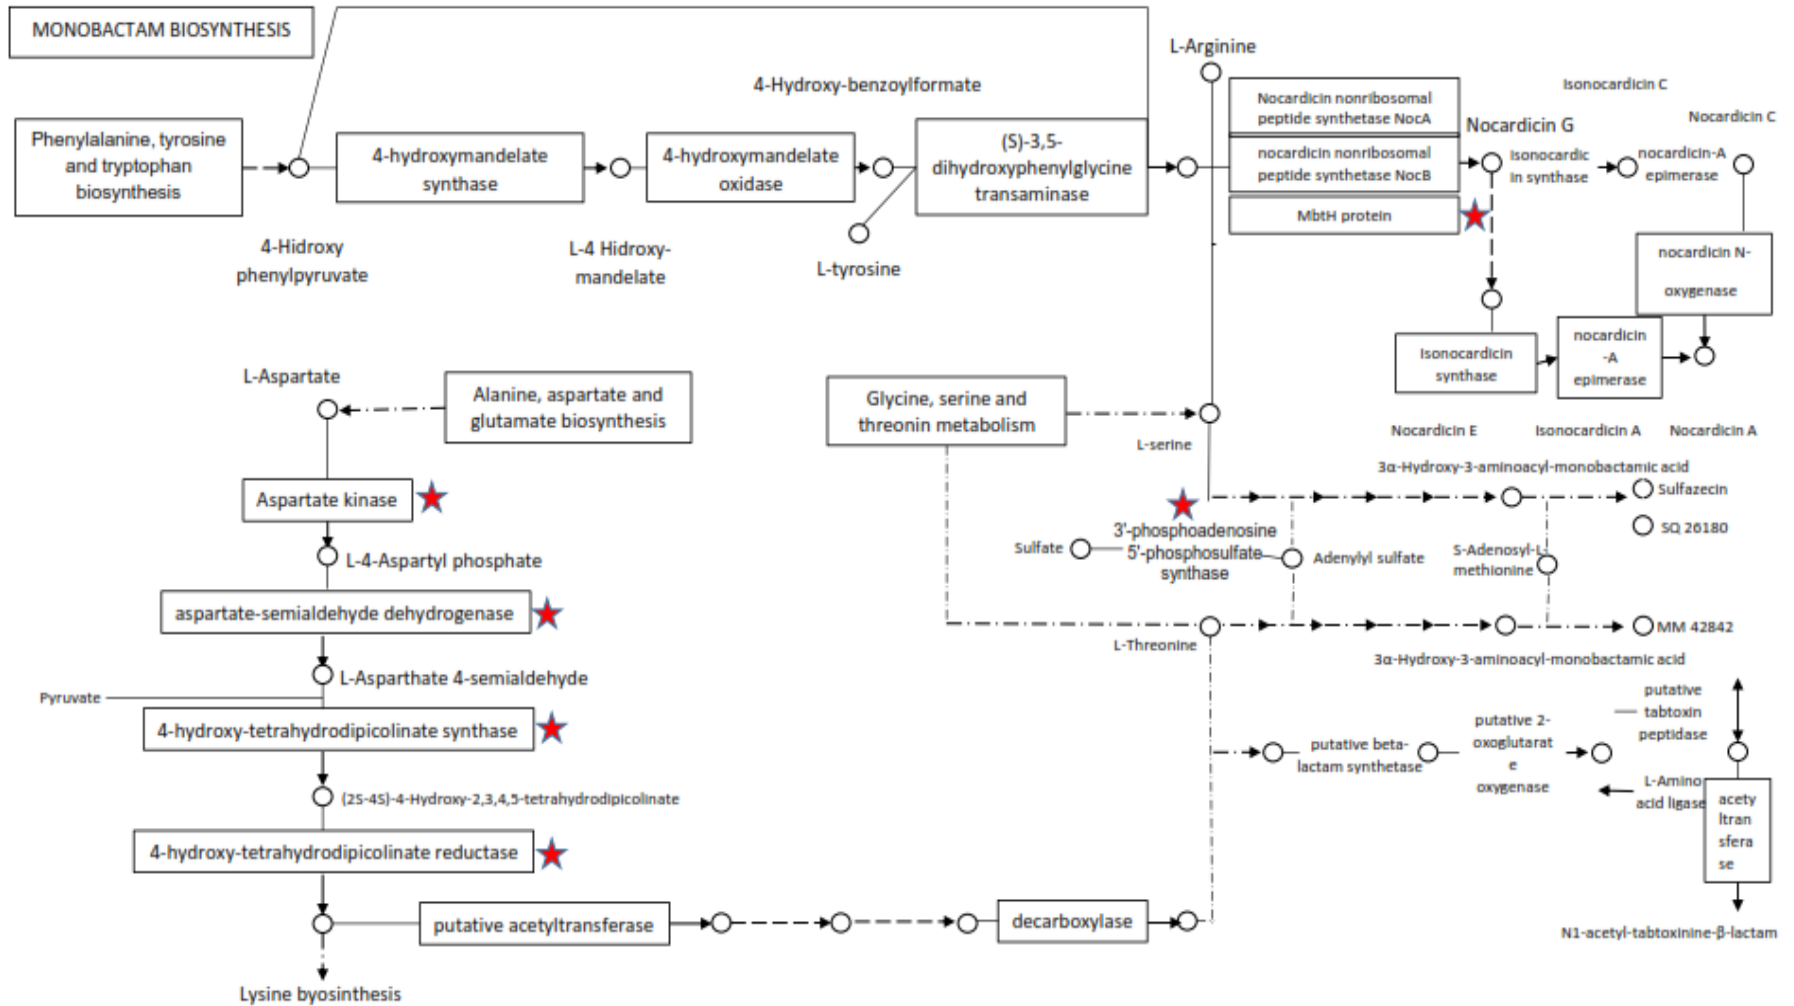 MONOBACTAM BIOSYNTHESIS
L-Arginine
4-Hydroxy-benzoylformate
Phenylalanine, tyrosine
and tryptophan
biosynthesis
4-hydroxymandelate
synthase
4-hydroxymandelate
oxidase
(S)-3,5-
dihydroxyphenylglycine
transaminase
Nocardicin nonribosomal
peptide synthetase NocA
nocardicin nonribosomal
peptide synthetase NocB
MbtH protein
Nocardicin G
Isonocardicin C
Nocardicin C
isonocardic
in synthase
nocardicin-A
epimerase
4-Hidroxy
phenylpyruvate
L-4 Hidroxy-
mandelate
L-tyrosine
nocardicin N-
oxygenase
Isonocardicin
synthase
nocardicin
-A
epimerase
Nocardicin E
Isonocardicin A
Nocardicin A
L-Aspartate
Alanine, aspartate and
glutamate biosynthesis
Glycine, serine and
threonin metabolism
L-serine
3α-Hydroxy-3-aminoacyl-monobactamic acid
Sulfazecin
SQ 26180
Aspartate kinase
L-4-Aspartyl phosphate
Sulfate
3'-phosphoadenosine
5'-phosphosulfate
synthase
Adenylyl sulfate
S-Adenosyl-L-
methionine
aspartate-semialdehyde dehydrogenase
L-Threonine
MM 42842
3α-Hydroxy-3-aminoacyl-monobactamic acid
L-Asparthate 4-semialdehyde
Pyruvate
4-hydroxy-tetrahydrodipicolinate synthase
putative beta-
lactam synthetase
putative 2-
oxoglutarat
e
oxygenase
putative
tabtoxin
peptidase
L-Amino
acid ligase
acety
ltran
sfera
se
(2S-4S)-4-Hydroxy-2,3,4,5-tetrahydrodipicolinate
4-hydroxy-tetrahydrodipicolinate reductase
putative acetyltransferase
decarboxylase
N1-acetyl-tabtoxinine-β-lactam
Lysine byosinthesis